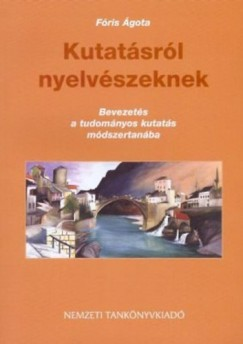 Fóris Ágota
Kutatásról
nyelvészeknek
Bevezetés
a tudományos kutatás
módszertanába
NEMZETI TANKÖNYVKIADÓ